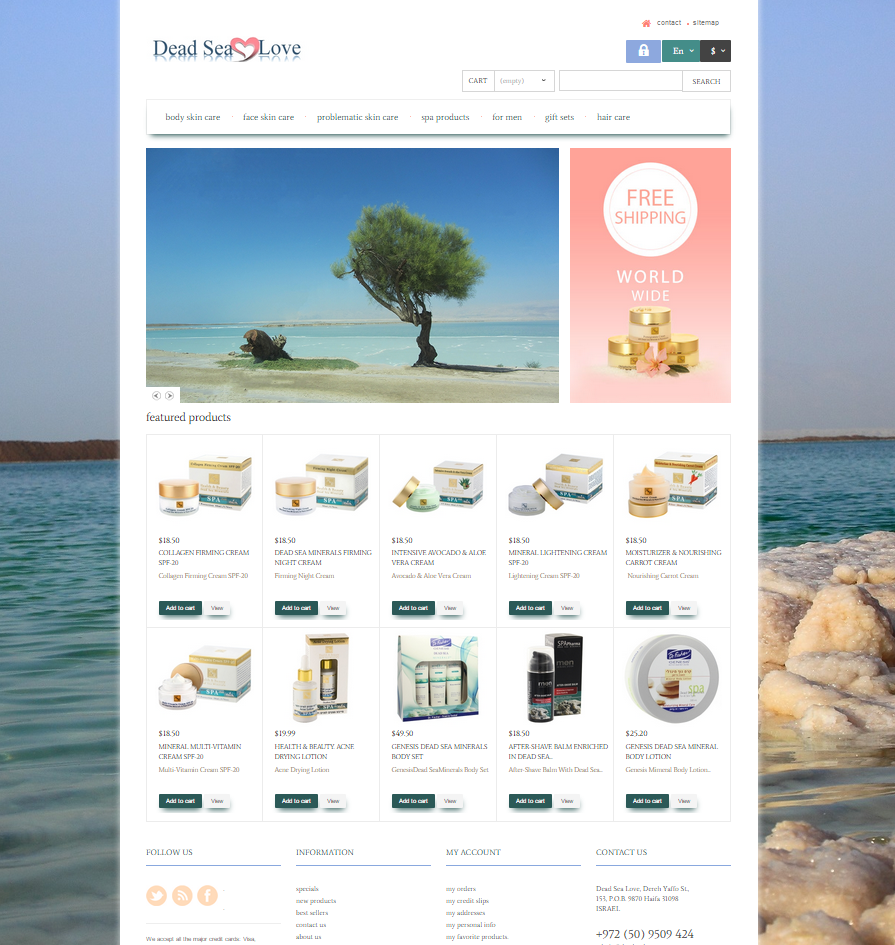 contact • sitemap
Dead Sea Love
En
$
CART (empty)
SEARCH
body skin care
face skin care
problematic skin care
spa products
for men
gift sets
hair care
FREE
SHIPPING
WORLD
WIDE
featured products
$18.50
COLLAGEN FIRMING CREAM
SPF-20
Collagen Firming Cream SPF-20
Add to cart
View
$18.50
DEAD SEA MINERALS FIRMING
NIGHT CREAM
Firming Night Cream
Add to cart
View
$18.50
INTENSIVE AVOCADO & ALOE
VERA CREAM
Avocado & Aloe Vera Cream
Add to cart
View
$18.50
MINERAL LIGHTENING CREAM
SPF-20
Lightening Cream SPF-20
Add to cart
View
$18.50
MOISTURIZER & NOURISHING
CARROT CREAM
Nourishing Carrot Cream
Add to cart
View
$18.50
MINERAL MULTI-VITAMIN
CREAM SPF-20
Multi-Vitamin Cream SPF-20
Add to cart
View
$19.99
HEALTH & BEAUTY. ACNE
DRYING LOTION
Acne Drying Lotion
Add to cart
View
$49.50
GENESIS DEAD SEA MINERALS
BODY SET
GenesisDead SeaMinerals Body Set
Add to cart
View
$18.50
AFTER-SHAVE BALM ENRICHED
IN DEAD SEA..
After-Shave Balm With Dead Sea...
Add to cart
View
$25.20
GENESIS DEAD SEA MINERAL
BODY LOTION
Genesis Mimeral Body Lotion...
Add to cart
View
FOLLOW US
We accept all the major credit cards: Visa,
INFORMATION
specials
new products
best sellers
contact us
about us
MY ACCOUNT
my orders
my credit slips
my addresses
my personal info
my favorite products.
CONTACT US
Dead Sea Love, Dereh Yaffo St,
153, P.O.B. 9870 Haifa 31098
ISRAEL
+972 (50) 9509 424